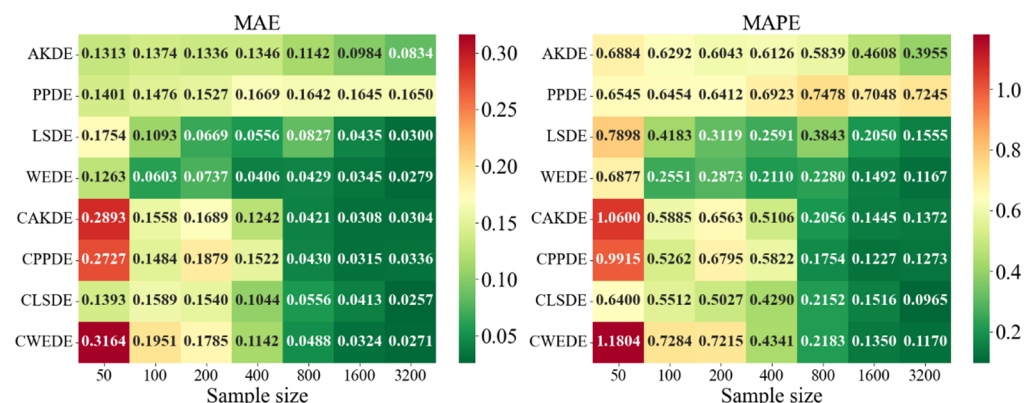 MAE
AKDE 0.1313 0.1374 0.1336 0.1346 0.1142 0.0984 0.0834
PPDE 0.1401 0.1476 0.1527 0.1669 0.1642 0.1645 0.1650
LSDE 0.1754 0.1093 0.0669 0.0556 0.0827 0.0435 0.0300
WEDE 0.1263 0.0603 0.0737 0.0406 0.0429 0.0345 0.0279
CAKDE 0.2893 0.1558 0.1689 0.1242 0.0421 0.0308 0.0304
CPPDE 0.2727 0.1484 0.1879 0.1522 0.0430 0.0315 0.0336
CLSDE 0.1393 0.1589 0.1540 0.1044 0.0556 0.0413 0.0257
CWEDE 0.3164 0.1951 0.1785 0.1142 0.0488 0.0324 0.0271
50 100 200 400 800 1600 3200
Sample size
0.30
0.25
0.20
0.15
0.10
0.05
MAPE
AKDE 0.6884 0.6292 0.6043 0.6126 0.5839 0.4608 0.3955
PPDE 0.6545 0.6454 0.6412 0.6923 0.7478 0.7048 0.7245
LSDE 0.7898 0.4183 0.3119 0.2591 0.3843 0.2050 0.1555
WEDE 0.6877 0.2551 0.2873 0.2110 0.2280 0.1492 0.1167
CAKDE 1.0600 0.5885 0.6563 0.5106 0.2056 0.1445 0.1372
CPPDE 0.9915 0.5262 0.6795 0.5822 0.1754 0.1227 0.1273
CLSDE 0.6400 0.5512 0.5027 0.4290 0.2152 0.1516 0.0965
CWEDE 1.1804 0.7284 0.7215 0.4341 0.2183 0.1350 0.1170
50 100 200 400 800 1600 3200
Sample size
1.0
0.8
0.6
0.4
0.2